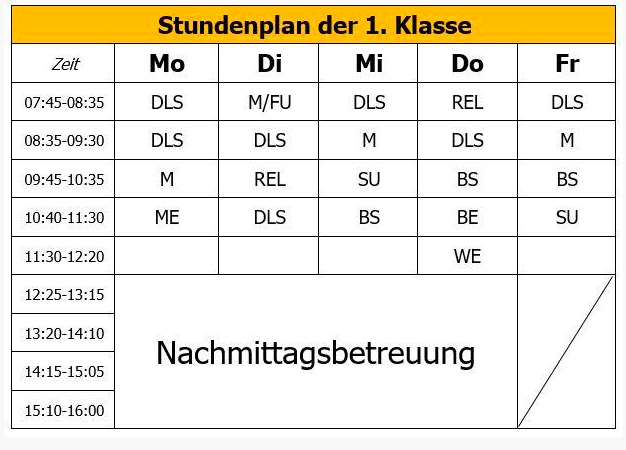 Stundenplan der 1. Klasse
Zeit Mo Di Mi Do Fr
07:45-08:35 DLS M/FU DLS REL DLS
08:35-09:30 DLS DLS M DLS M
09:45-10:35 M REL SU BS BS
10:40-11:30 ME DLS BS BE SU
11:30-12:20 WE
12:25-13:15
13:20-14:10
Nachmittagsbetreuung
14:15-15:05
15:10-16:00